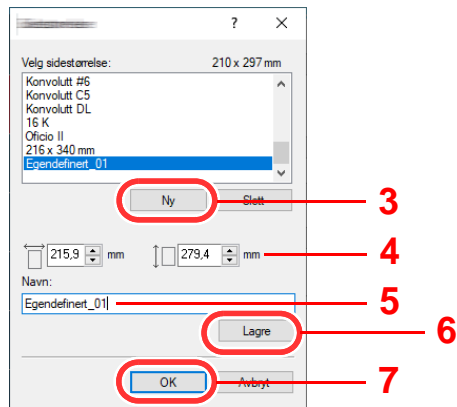 ? ×
Velg sidestørrelse: 210 x 297 mm
Konvolutt #6
Konvolutt C5
Konvolutt DL
16 K
Oficio II
216 x 340 mm
Egendefinert_01
Ny Slett 3
215,9 mm 279,4 mm 4
Navn:
Egendefinert_01 5
Lagre 6
OK Avbryt 7